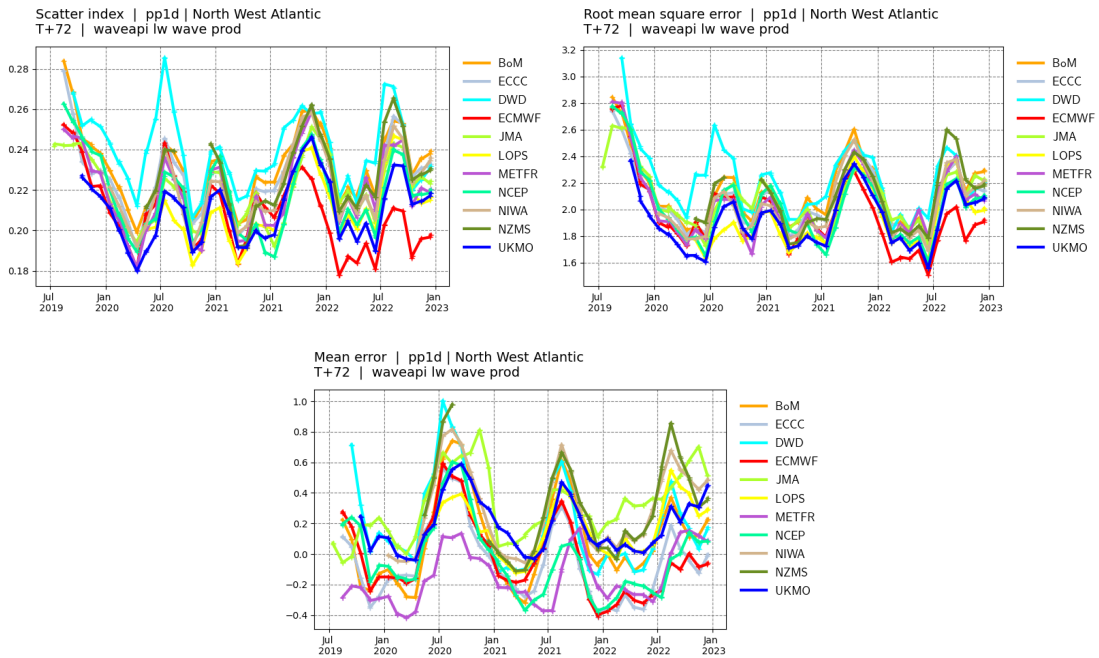 Scatter index | pp1d | North West Atlantic
T+72 | waveapi lw wave prod
0.28
0.26
0.24
0.22
0.20
0.18
Jul 2019
Jan 2020
Jul 2020
Jan 2021
Jul 2021
Jan 2022
Jul 2022
Jan 2023
BoM
ECCC
DWD
ECMWF
JMA
LOPS
METFR
NCEP
NIWA
NZMS
UKMO
Root mean square error | pp1d | North West Atlantic
T+72 | waveapi lw wave prod
3.2
3.0
2.8
2.6
2.4
2.2
2.0
1.8
1.6
Jul 2019
Jan 2020
Jul 2020
Jan 2021
Jul 2021
Jan 2022
Jul 2022
Jan 2023
BoM
ECCC
DWD
ECMWF
JMA
LOPS
METFR
NCEP
NIWA
NZMS
UKMO
Mean error | pp1d | North West Atlantic
T+72 | waveapi lw wave prod
1.0
0.8
0.6
0.4
0.2
0.0
−0.2
−0.4
Jul 2019
Jan 2020
Jul 2020
Jan 2021
Jul 2021
Jan 2022
Jul 2022
Jan 2023
BoM
ECCC
DWD
ECMWF
JMA
LOPS
METFR
NCEP
NIWA
NZMS
UKMO